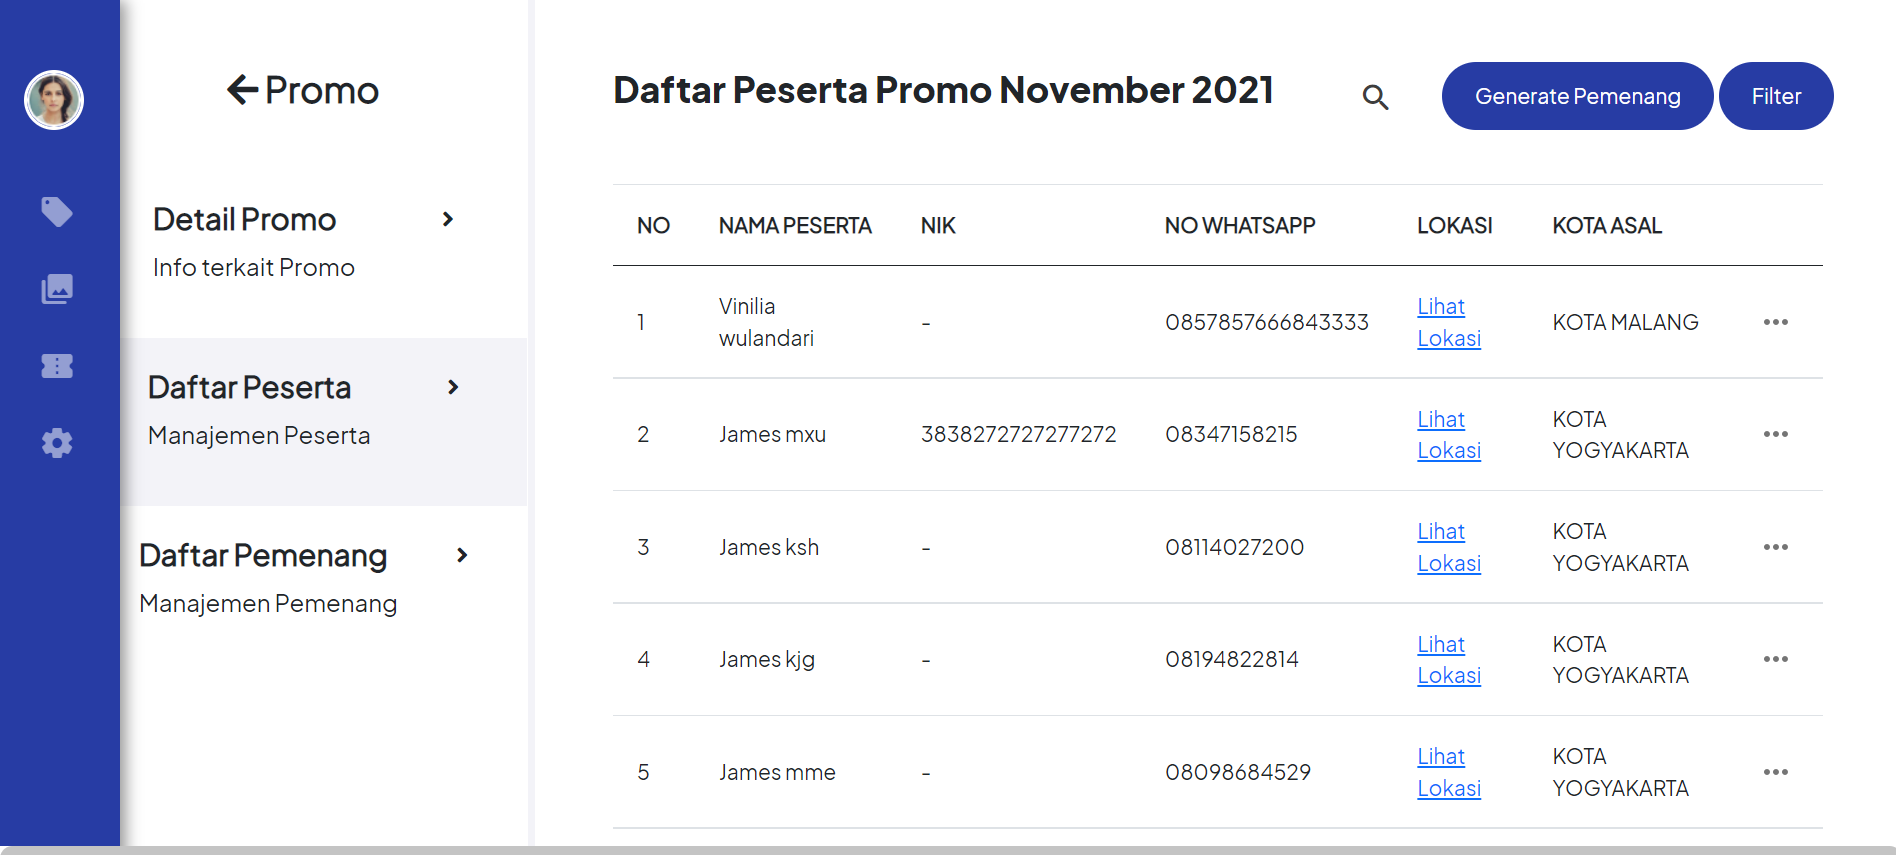 Promo
Detail Promo
Info terkait Promo
Daftar Peserta
Manajemen Peserta
Daftar Pemenang
Manajemen Pemenang
Daftar Peserta Promo November 2021
Generate Pemenang
Filter
NO NAMA PESERTA NIK NO WHATSAPP LOKASI KOTA ASAL
1 Vinilia wulandari - 0857857666843333 Lihat Lokasi KOTA MALANG
2 James mxu 3838272727277272 08347158215 Lihat Lokasi KOTA YOGYAKARTA
3 James ksh - 08114027200 Lihat Lokasi KOTA YOGYAKARTA
4 James kjg - 08194822814 Lihat Lokasi KOTA YOGYAKARTA
5 James mme - 08098684529 Lihat Lokasi KOTA YOGYAKARTA